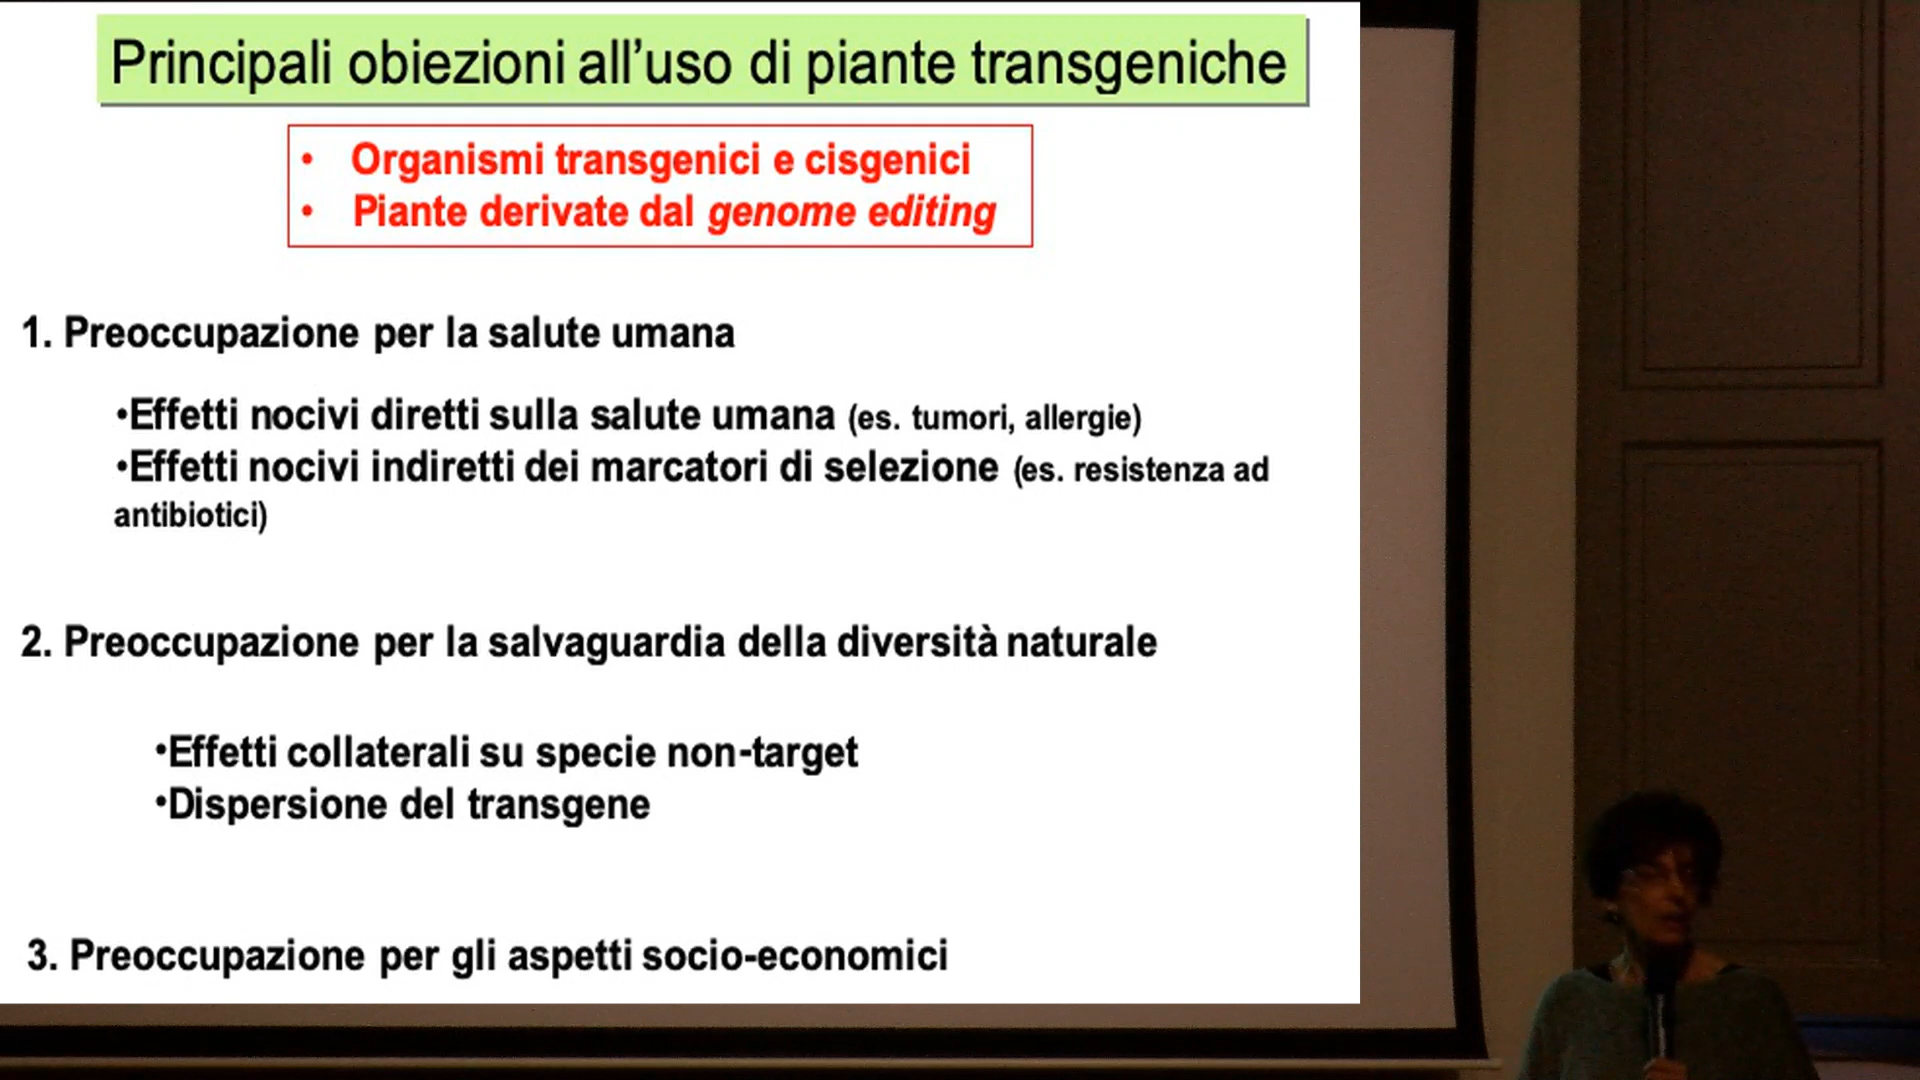 Principali obiezioni all’uso di piante transgeniche
• Organismi transgenici e cisgenici
• Piante derivate dal genome editing
1. Preoccupazione per la salute umana
•Effetti nocivi diretti sulla salute umana (es. tumori, allergie)
•Effetti nocivi indiretti dei marcatori di selezione (es. resistenza ad
antibiotici)
2. Preoccupazione per la salvaguardia della diversità naturale
•Effetti collaterali su specie non-target
•Dispersione del transgene
3. Preoccupazione per gli aspetti socio-economici